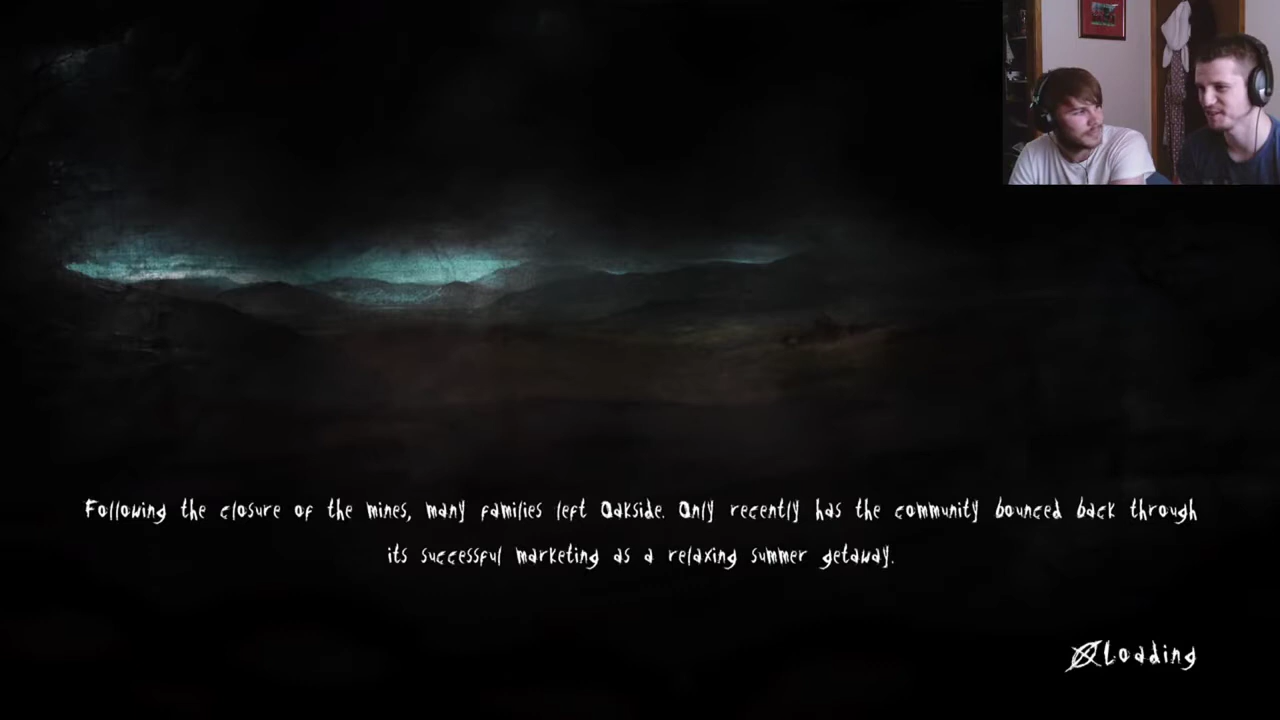 Following the closure of the mines, many families left Oakside. Only recently has the community bounced back through
its successful marketing as a relaxing summer getaway.
Loading